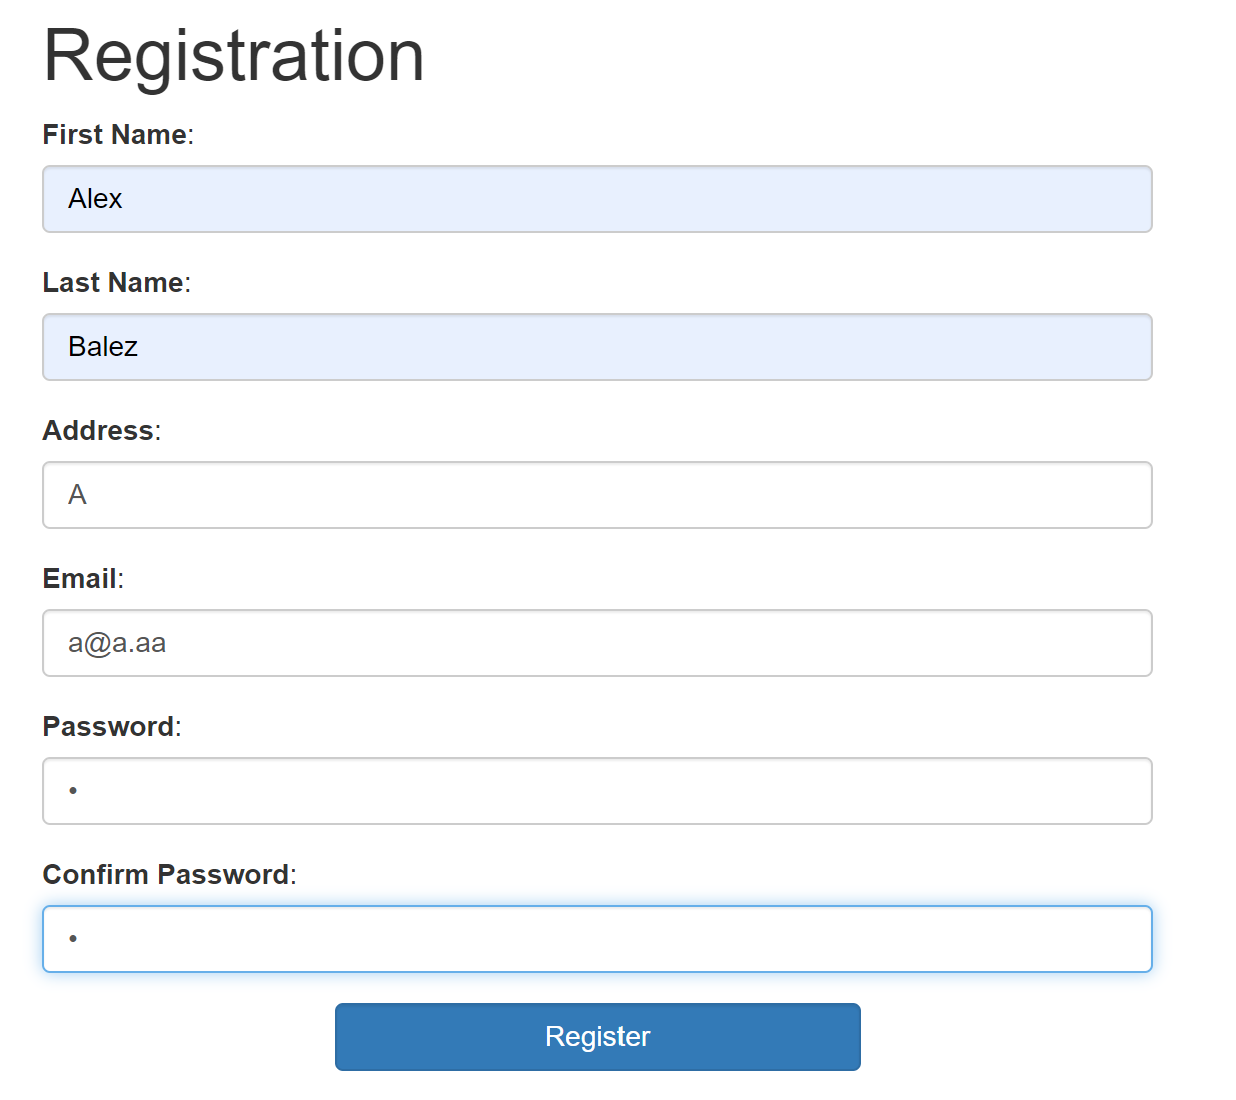 Registration
First Name:
Alex
Last Name:
Balez
Address:
A
Email:
a@a.aa
Password:
•
Confirm Password:
•
Register